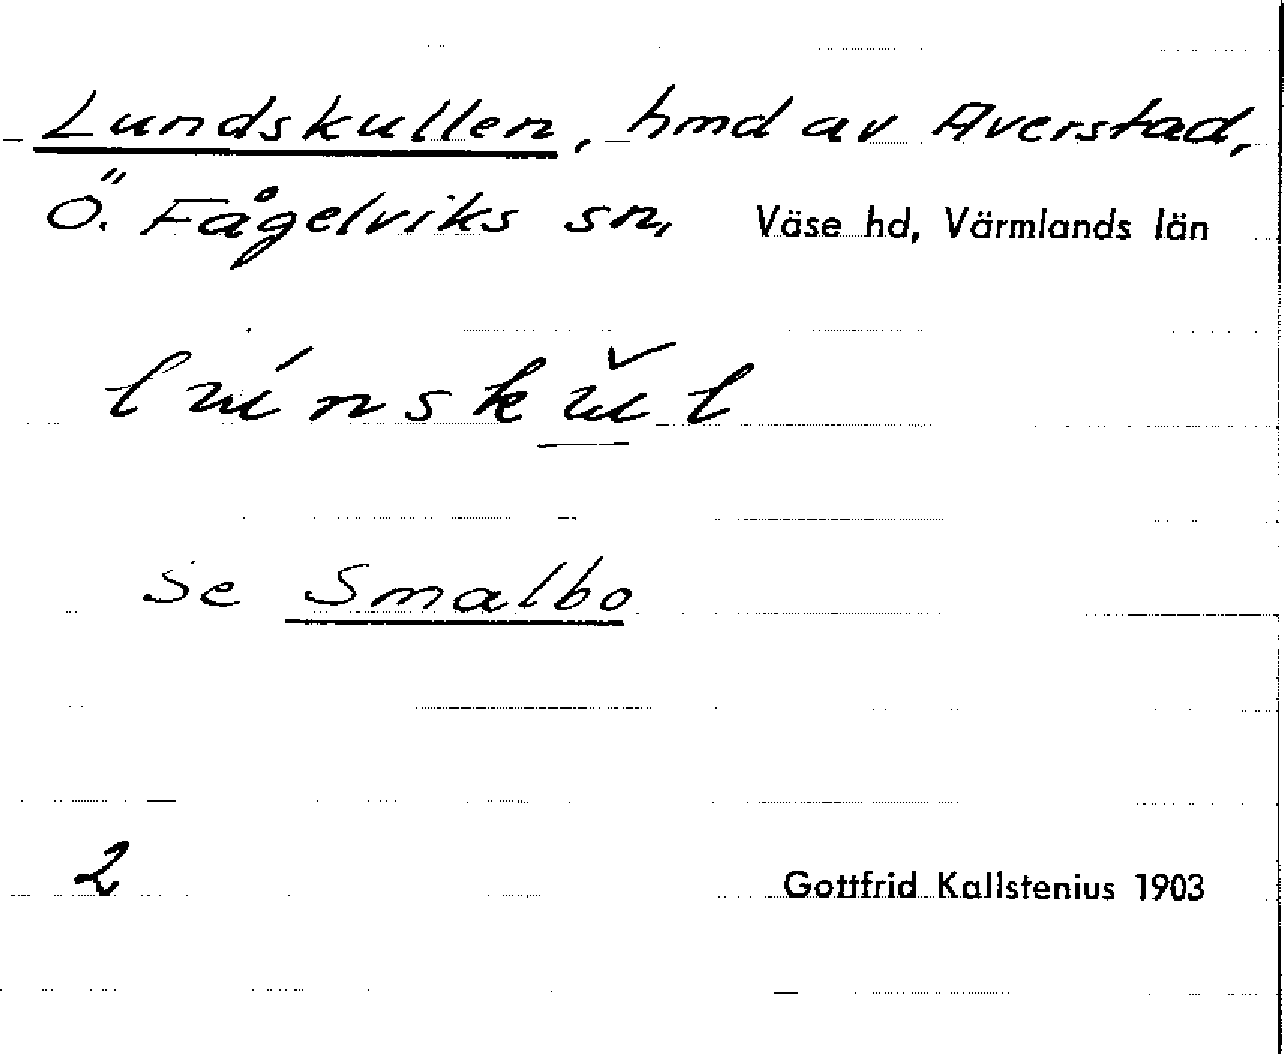 Lundskullen, hmd av Averstad,
Ö. Fågelviks sn, Väse hd, Värmlands län
se Smalbo
2 Gottfrid Kallstenius 1903